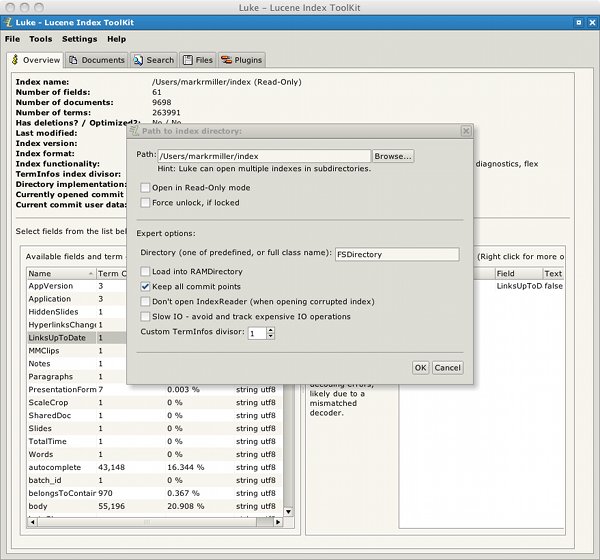 Luke – Lucene Index ToolKit
Luke – Lucene Index ToolKit
File Tools Settings Help
Overview Documents Search Files Plugins
Index name: /Users/markrmiller/index (Read-Only)
Number of fields: 61
Number of documents: 9698
Number of terms: 263991
Has deletions? / Optimized?: No / No
Last modified:
Index version:
Index format:
Index functionality: diagnostics, flex
TermInfos index divisor:
Directory implementation:
Currently opened commit
Current commit user data:
Path to index directory:
Path: /Users/markrmiller/index Browse...
Hint: Luke can open multiple indexes in subdirectories.
Open in Read-Only mode
Force unlock, if locked
Expert options:
Directory (one of predefined, or full class name): FSDirectory
Load into RAMDirectory
Keep all commit points
Don't open IndexReader (when opening corrupted index)
Slow IO - avoid and track expensive IO operations
Custom TermInfos divisor: 1
OK Cancel
Select fields from the list belo
Available fields and term (Right click for more o
Name Term C Field Text
AppVersion 3 LinksUpToD false
Application 3
HiddenSlides 1
HyperlinksChange 1
LinksUpToDate 1
MMClips 1
Notes 1
Paragraphs 1
PresentationForm 7 0.003 % string utf8
ScaleCrop 1 0 % string utf8
SharedDoc 1 0 % string utf8
Slides 1 0 % string utf8
TotalTime 1 0 % string utf8
Words 1 0 % string utf8
autocomplete 43,148 16.344 % string utf8
batch_id 1 0 % string utf8
belongsToContain 970 0.367 % string utf8
body 55,196 20.908 % string utf8
decoding errors,
likely due to a
mismatched
decoder.